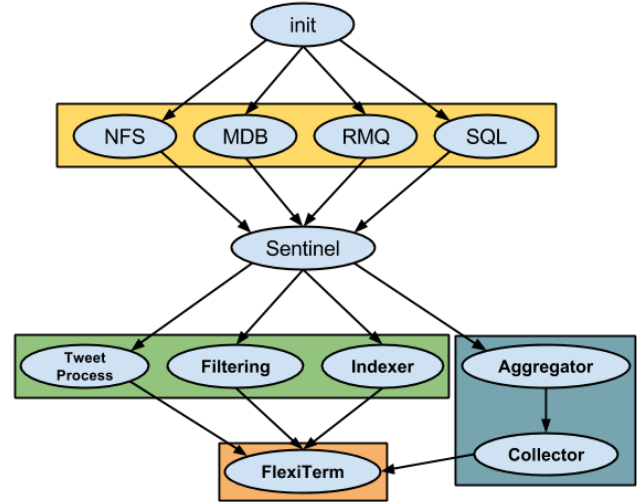 init
NFS
MDB
RMQ
SQL
Sentinel
Tweet
Process
Filtering
Indexer
Aggregator
Collector
FlexiTerm